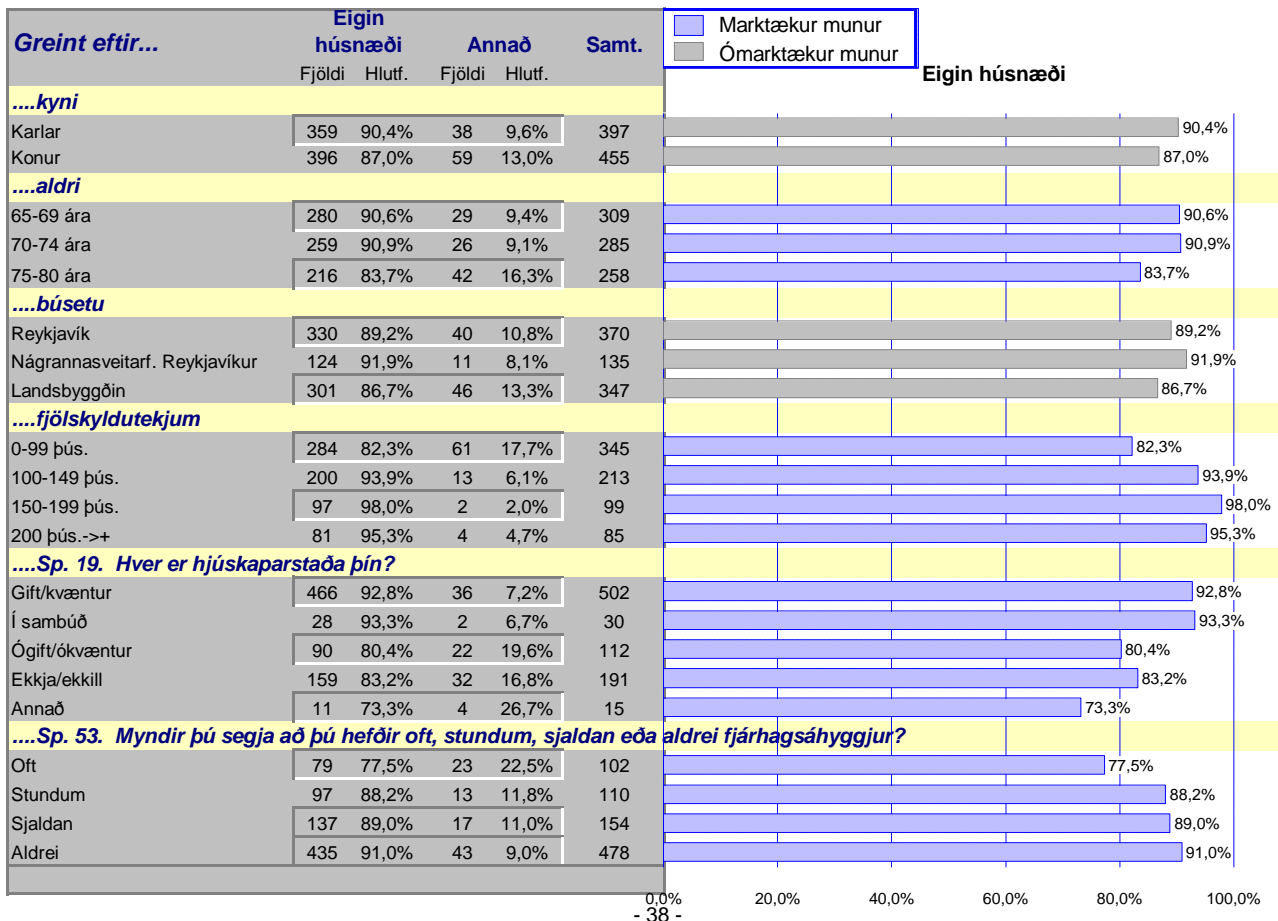 Greint eftir... Eigin húsnæði Annað Samt.
Fjöldi Hlutf. Fjöldi Hlutf.
Marktækur munur
Ómarktækur munur
Eigin húsnæði
....kyni
Karlar 359 90,4% 38 9,6% 397 90,4%
Konur 396 87,0% 59 13,0% 455 87,0%
....aldri
65-69 ára 280 90,6% 29 9,4% 309 90,6%
70-74 ára 259 90,9% 26 9,1% 285 90,9%
75-80 ára 216 83,7% 42 16,3% 258 83,7%
....búsetu
Reykjavík 330 89,2% 40 10,8% 370 89,2%
Nágrannasveitarf. Reykjavíkur 124 91,9% 11 8,1% 135 91,9%
Landsbyggðin 301 86,7% 46 13,3% 347 86,7%
....fjölskyldutekjum
0-99 þús. 284 82,3% 61 17,7% 345 82,3%
100-149 þús. 200 93,9% 13 6,1% 213 93,9%
150-199 þús. 97 98,0% 2 2,0% 99 98,0%
200 þús.->+ 81 95,3% 4 4,7% 85 95,3%
....Sp. 19. Hver er hjúskaparstaða þín?
Gift/kvæntur 466 92,8% 36 7,2% 502 92,8%
Í sambúð 28 93,3% 2 6,7% 30 93,3%
Ógift/ókvæntur 90 80,4% 22 19,6% 112 80,4%
Ekkja/ekkill 159 83,2% 32 16,8% 191 83,2%
Annað 11 73,3% 4 26,7% 15 73,3%
....Sp. 53. Myndir þú segja að þú hefðir oft, stundum, sjaldan eða aldrei fjárhagsáhyggjur?
Oft 79 77,5% 23 22,5% 102 77,5%
Stundum 97 88,2% 13 11,8% 110 88,2%
Sjaldan 137 89,0% 17 11,0% 154 89,0%
Aldrei 435 91,0% 43 9,0% 478 91,0%
0,0% 20,0% 40,0% 60,0% 80,0% 100,0%
- 38 -